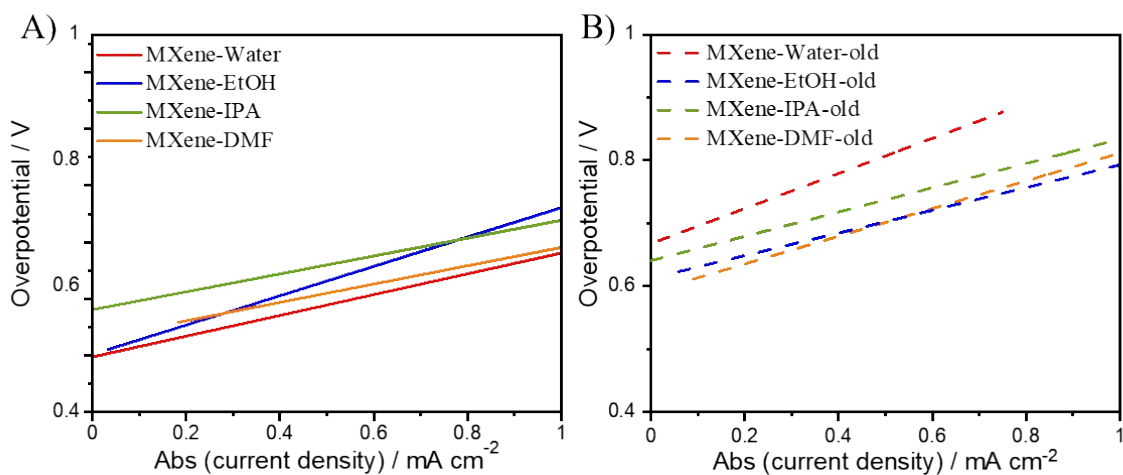 A)
1
0.8
0.6
0.4
Overpotential / V
MXene-Water
MXene-EtOH
MXene-IPA
MXene-DMF
0
0.2
0.4
0.6
0.8
1
Abs (current density) / mA cm-2
B)
1
0.8
0.6
0.4
Overpotential / V
MXene-Water-old
MXene-EtOH-old
MXene-IPA-old
MXene-DMF-old
0
0.2
0.4
0.6
0.8
1
Abs (current density) / mA cm-2